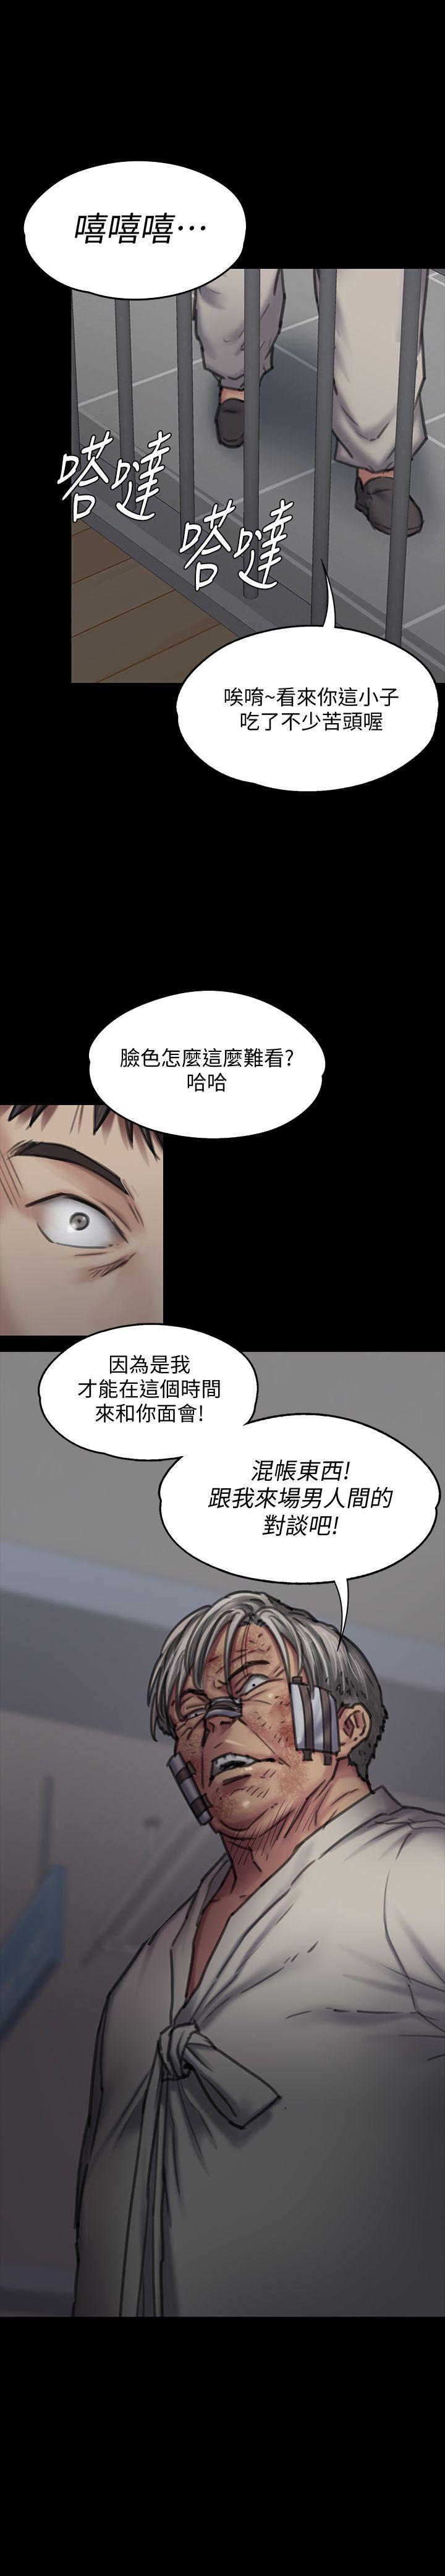 嘻嘻嘻…
嗒噠
嗒噠
唉唷~看來你這小子
吃了不少苦頭喔
臉色怎麼這麼難看?
哈哈
因為是我
才能在這個時間
來和你面會!
混帳東西!
跟我來場男人間的
對談吧!